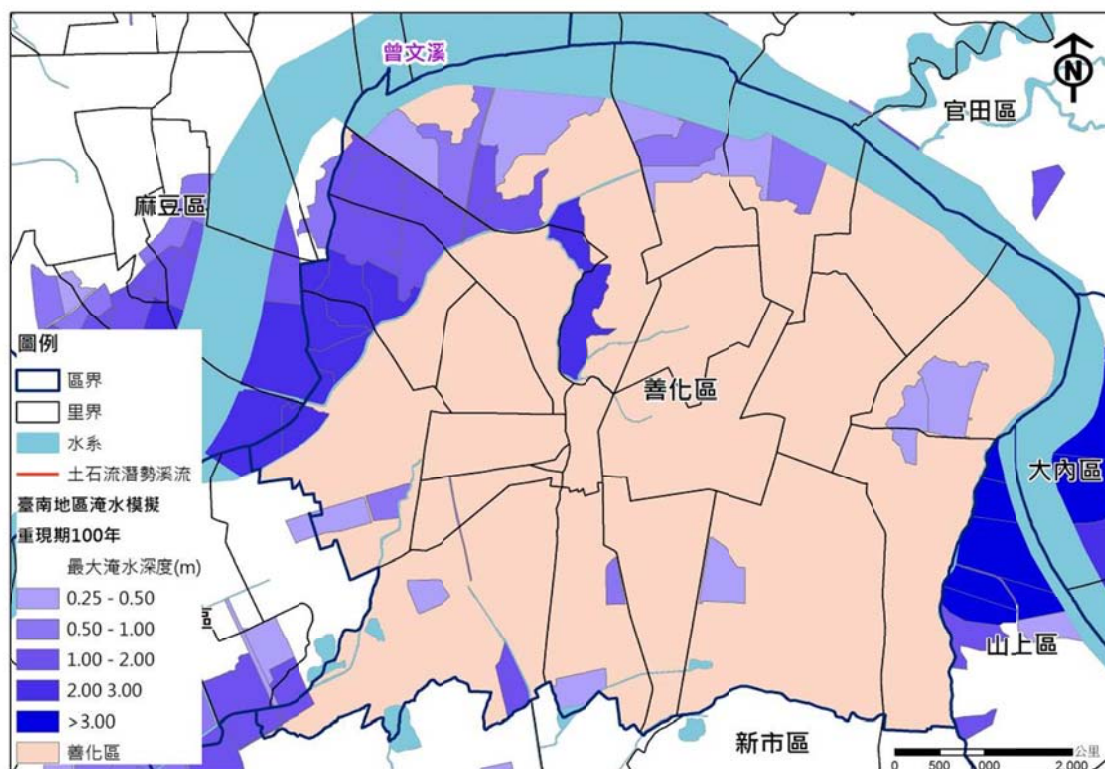 曾文溪
N
官田區
麻豆區
善化區
大內區
山上區
新市區
區
圖例
區界
里界
水系
土石流潛勢溪流
臺南地區淹水模擬
重現期100年
最大淹水深度(m)
0.25 - 0.50
0.50 - 1.00
1.00 - 2.00
2.00 3.00
>3.00
善化區
公里
0 500 000 2,000